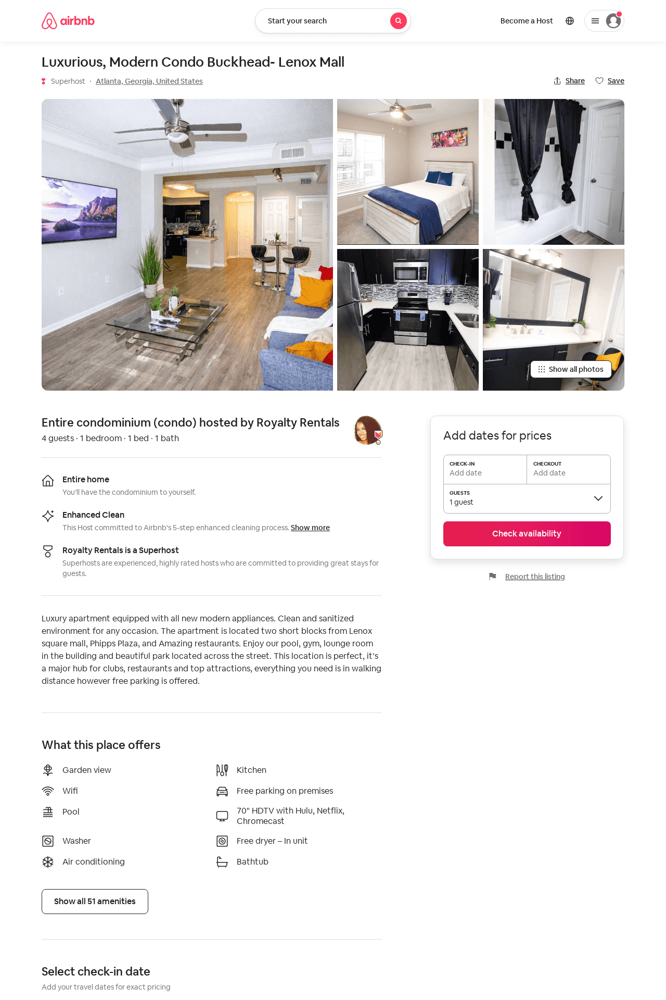 airbnb
Start your search
Become a Host
Luxurious, Modern Condo Buckhead- Lenox Mall
Superhost · Atlanta, Georgia, United States
Share
Save
Welcome
Show all photos
Entire condominium (condo) hosted by Royalty Rentals
4 guests · 1 bedroom · 1 bed · 1 bath
Entire home
You’ll have the condominium to yourself.
Enhanced Clean
This Host committed to Airbnb's 5-step enhanced cleaning process. Show more
Royalty Rentals is a Superhost
Superhosts are experienced, highly rated hosts who are committed to providing great stays for
guests.
Add dates for prices
CHECK-IN
Add date
CHECKOUT
Add date
GUESTS
1 guest
Check availability
Report this listing
Luxury apartment equipped with all new modern appliances. Clean and sanitized
environment for any occasion. The apartment is located two short blocks from Lenox
square mall, Phipps Plaza, and Amazing restaurants. Enjoy our pool, gym, lounge room
in the building and beautiful park located across the street. This location is perfect, it’s
a major hub for clubs, restaurants and top attractions, everything you need is in walking
distance however free parking is offered.
What this place offers
Garden view
Kitchen
Wifi
Free parking on premises
Pool
70" HDTV with Hulu, Netflix,
Chromecast
Washer
Free dryer – In unit
Air conditioning
Bathtub
Show all 51 amenities
Select check-in date
Add your travel dates for exact pricing